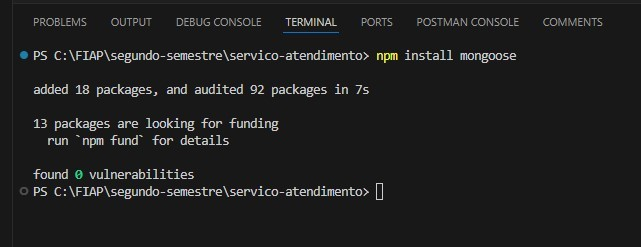 PROBLEMS OUTPUT DEBUG CONSOLE TERMINAL PORTS POSTMAN CONSOLE COMMENTS
PS C:\FIAP\segundo-semestre\servico-atendimento> npm install mongoose
added 18 packages, and audited 92 packages in 7s
13 packages are looking for funding
run `npm fund` for details
found 0 vulnerabilities
PS C:\FIAP\segundo-semestre\servico-atendimento>